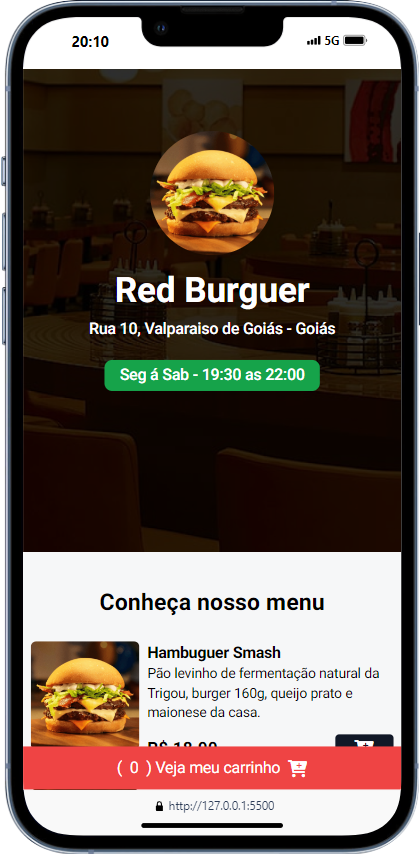 20:10
5G
Red Burguer
Rua 10, Valparaiso de Goiás - Goiás
Seg á Sab - 19:30 as 22:00
Conheça nosso menu
Hambuguer Smash
Pão levinho de fermentação natural da
Trigou, burger 160g, queijo prato e
maionese da casa.
R$ 18.90
( 0 ) Veja meu carrinho
http://127.0.0.1:5500